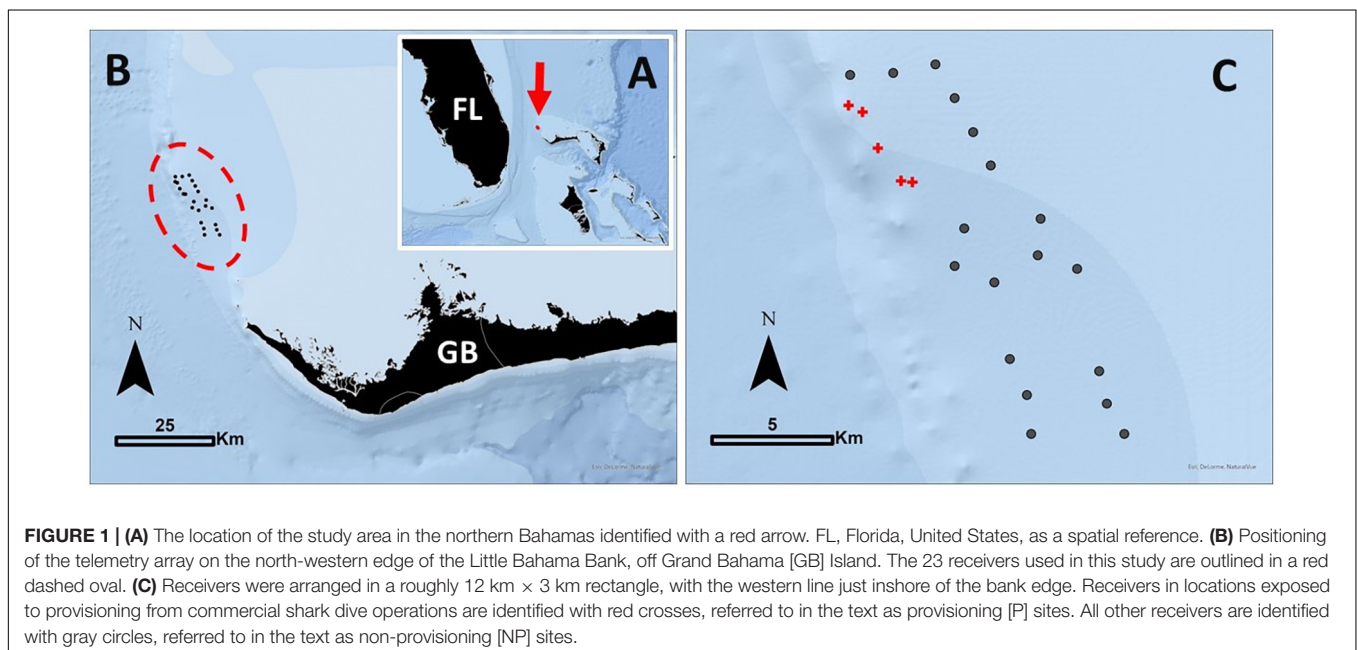 B
A
C
FL
GB
N
25
Km
Esri, DeLorme, NaturalVue
N
5
Km
Esri, DeLorme, NaturalVue
FIGURE 1 | (A) The location of the study area in the northern Bahamas identified with a red arrow. FL, Florida, United States, as a spatial reference. (B) Positioning
of the telemetry array on the north-western edge of the Little Bahama Bank, off Grand Bahama [GB] Island. The 23 receivers used in this study are outlined in a red
dashed oval. (C) Receivers were arranged in a roughly 12 km × 3 km rectangle, with the western line just inshore of the bank edge. Receivers in locations exposed
to provisioning from commercial shark dive operations are identified with red crosses, referred to in the text as provisioning [P] sites. All other receivers are identified
with gray circles, referred to in the text as non-provisioning [NP] sites.